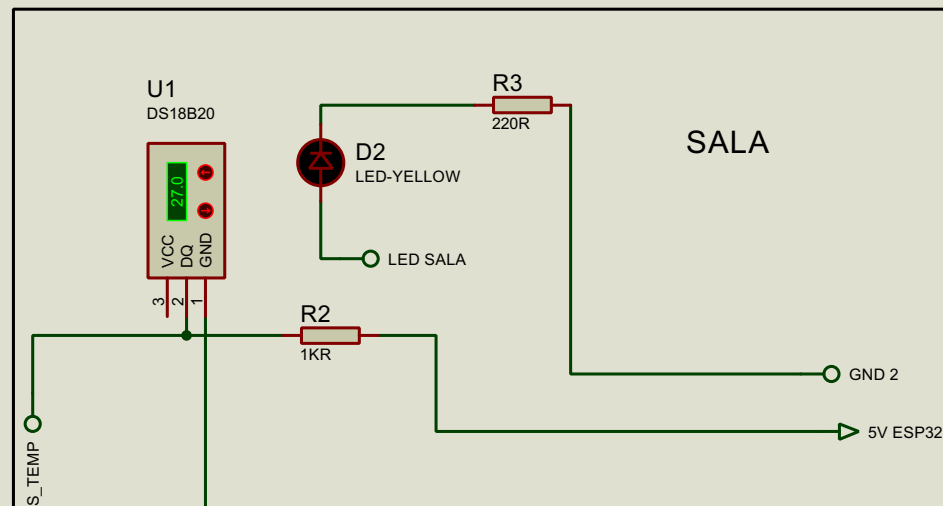 U1
DS18B20
27.0
VCC
DQ
GND
3
2
1
D2
LED-YELLOW
LED SALA
R3
220R
SALA
R2
1KR
GND 2
5V ESP32
S_TEMP